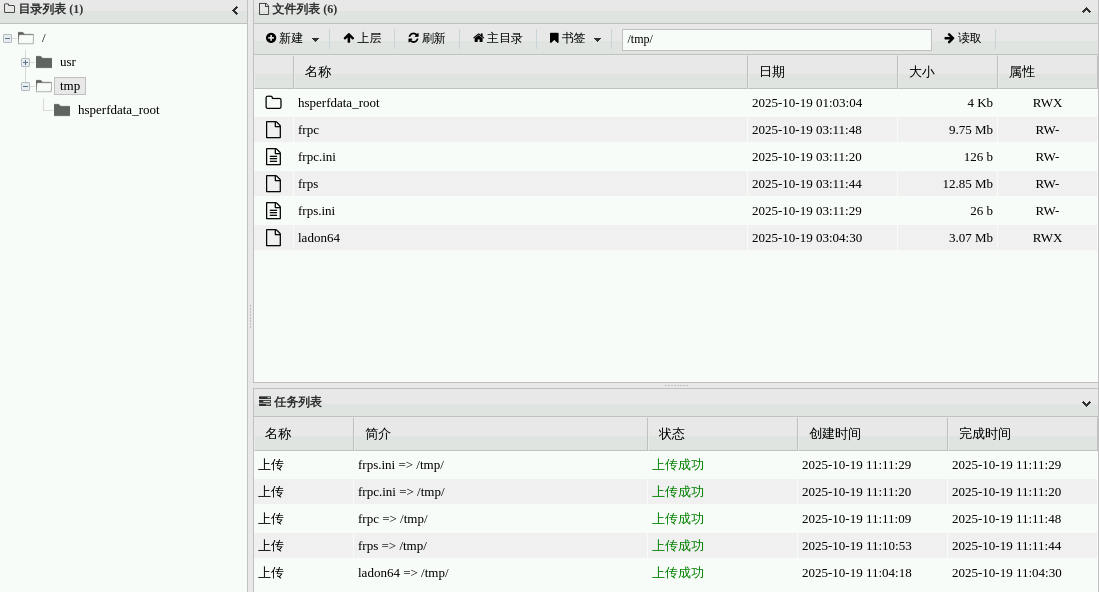 目录列表 (1)
/
usr
tmp
hsperfdata_root
文件列表 (6)
新建 上层 刷新 主目录 书签 /tmp/ 读取
名称 日期 大小 属性
hsperfdata_root 2025-10-19 01:03:04 4 Kb RWX
frpc 2025-10-19 03:11:48 9.75 Mb RW-
frpc.ini 2025-10-19 03:11:20 126 b RW-
frps 2025-10-19 03:11:44 12.85 Mb RW-
frps.ini 2025-10-19 03:11:29 26 b RW-
ladon64 2025-10-19 03:04:30 3.07 Mb RWX
任务列表
名称 简介 状态 创建时间 完成时间
上传 frps.ini => /tmp/ 上传成功 2025-10-19 11:11:29 2025-10-19 11:11:29
上传 frpc.ini => /tmp/ 上传成功 2025-10-19 11:11:20 2025-10-19 11:11:20
上传 frpc => /tmp/ 上传成功 2025-10-19 11:11:09 2025-10-19 11:11:48
上传 frps => /tmp/ 上传成功 2025-10-19 11:10:53 2025-10-19 11:11:44
上传 ladon64 => /tmp/ 上传成功 2025-10-19 11:04:18 2025-10-19 11:04:30